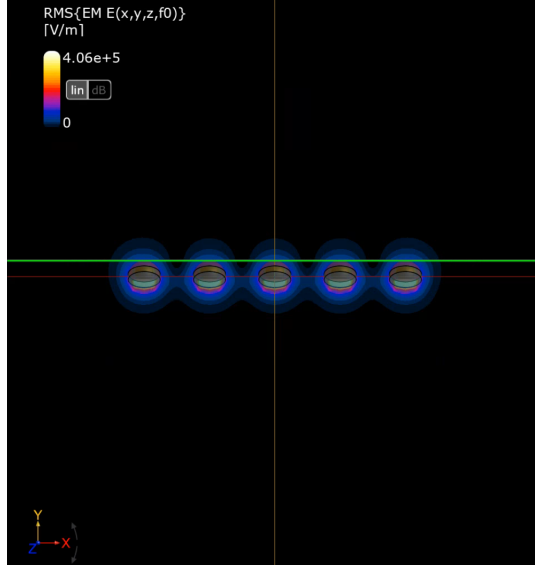 RMS{EM E(x,y,z,f0)}
[V/m]
4.06e+5
lin dB
0
Y
Z X